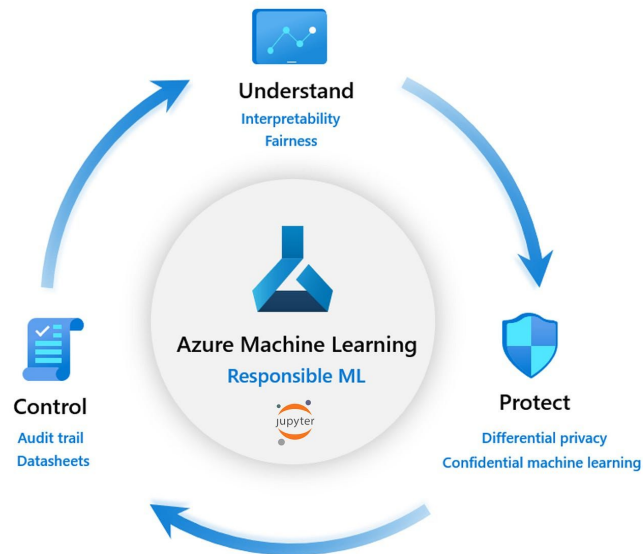 Understand
Interpretability
Fairness
Azure Machine Learning
Responsible ML
jupyter
Control
Audit trail
Datasheets
Protect
Differential privacy
Confidential machine learning